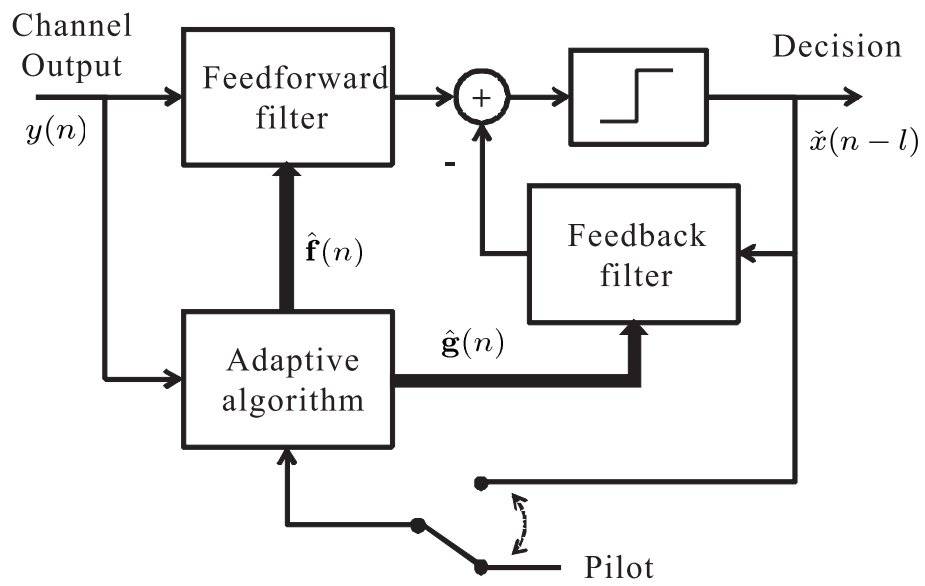 Channel
Output
y(n)
Feedforward
filter
+
Decision
x̌(n − l)
-
Feedback
filter
f̂(n)
ĝ(n)
Adaptive
algorithm
Pilot